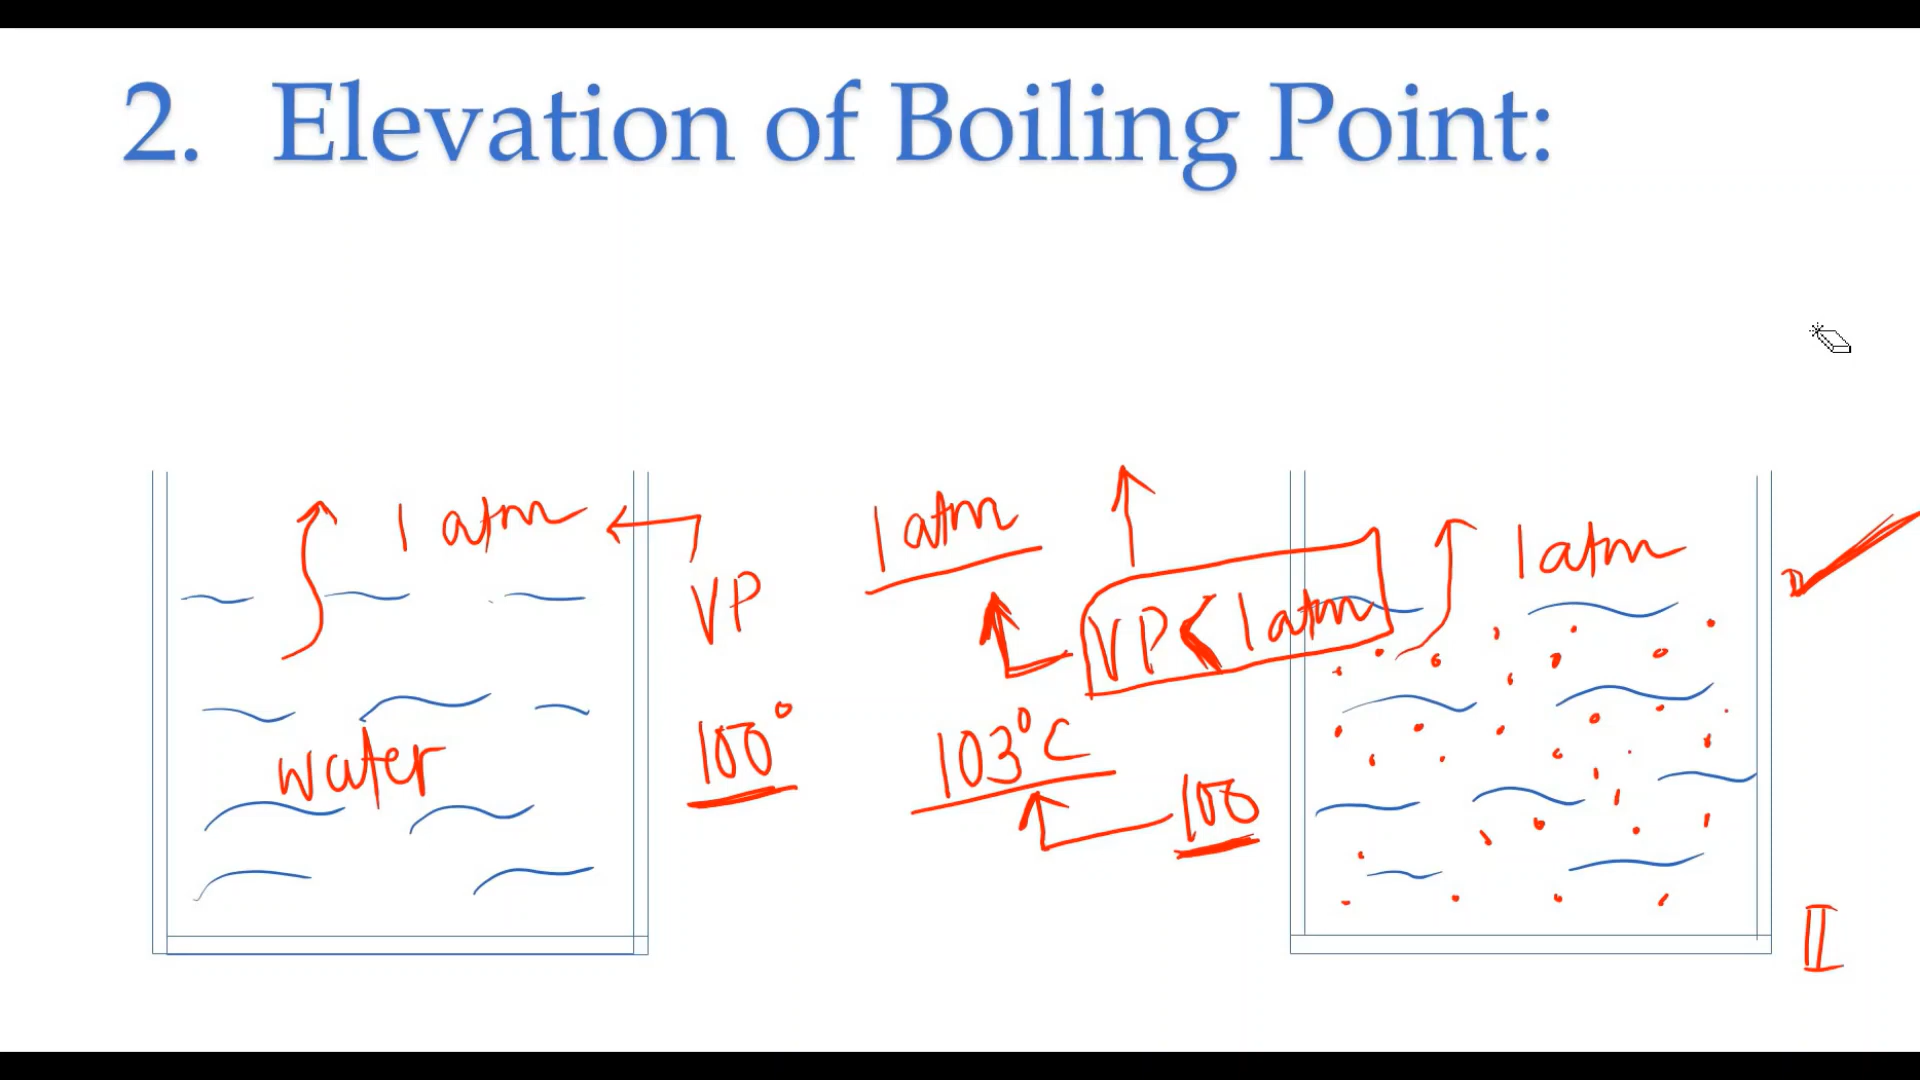 2. Elevation of Boiling Point:
1 atm
VP
100°
water
1 atm
VP < 1 atm
103°C
100
1 atm
II